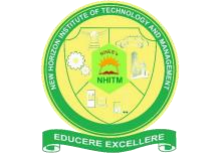 NEW HORIZON INSTITUTE OF TECHNOLOGY AND MANAGEMENT
NHITM
EDUCERE EXCELLERE